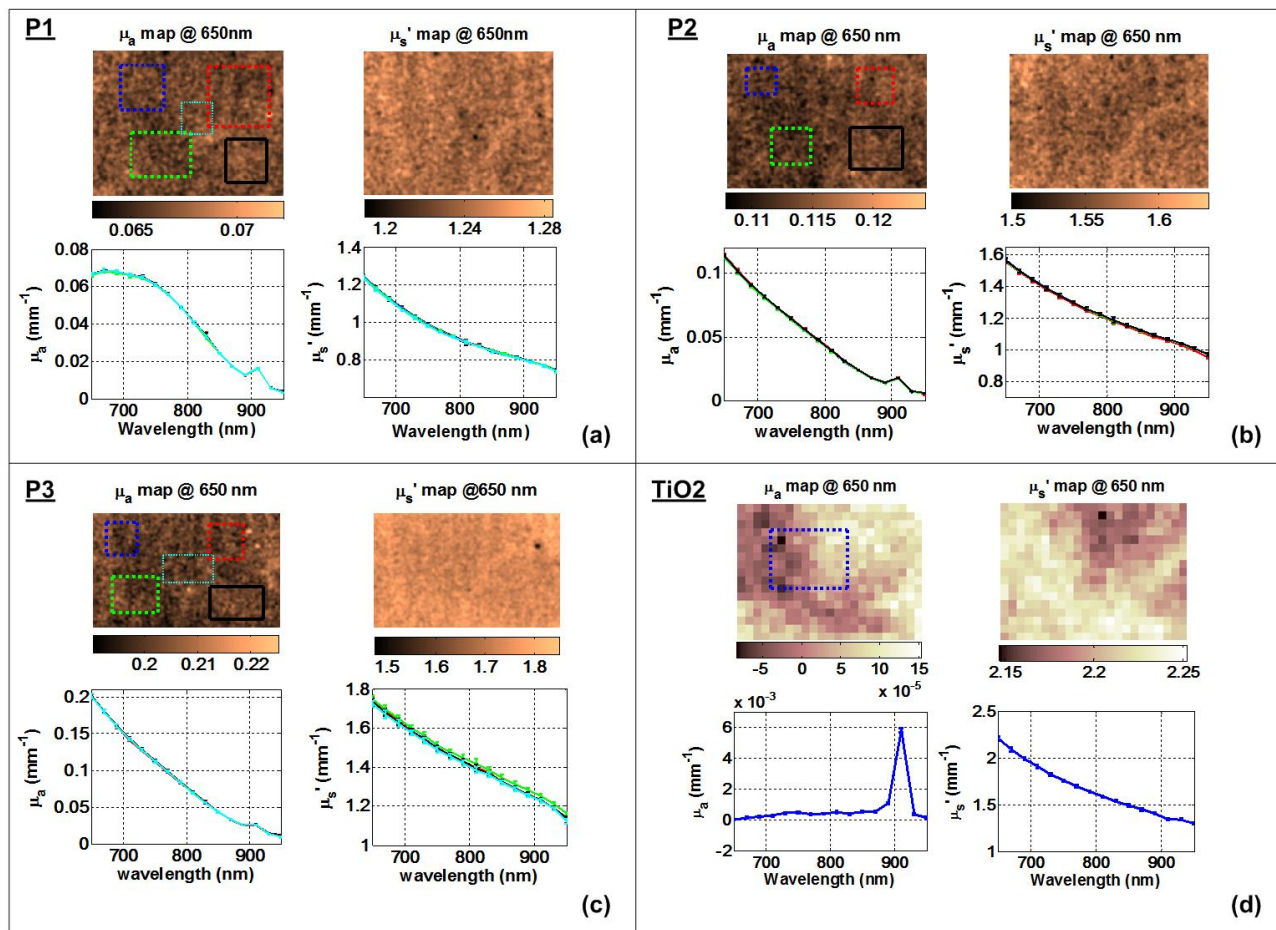 P1
μa map @ 650nm
μs' map @ 650nm
0.065 0.07
1.2 1.24 1.28
0.08
0.06
0.04
0.02
0
μa (mm-1)
700 800 900
Wavelength (nm)
1.4
1.2
1
0.8
μs' (mm-1)
700 800 900
Wavelength (nm)
(a)
P2
μa map @ 650 nm
μs' map @ 650 nm
0.11 0.115 0.12
1.5 1.55 1.6
0.1
0.05
0
μa (mm-1)
700 800 900
wavelength (nm)
1.6
1.4
1.2
1
0.8
μs' (mm-1)
700 800 900
wavelength (nm)
(b)
P3
μa map @ 650 nm
μs' map @650 nm
0.2 0.21 0.22
1.5 1.6 1.7 1.8
0.2
0.15
0.1
0.05
0
μa (mm-1)
700 800 900
wavelength (nm)
1.8
1.6
1.4
1.2
1
μs' (mm-1)
700 800 900
wavelength (nm)
(c)
TiO2
μa map @ 650 nm
μs' map @ 650 nm
-5 0 5 10 15
x 10-5
2.15 2.2 2.25
x 10-3
6
4
2
0
-2
μa (mm-1)
700 800 900
Wavelength (nm)
2.5
2
1.5
1
μs' (mm-1)
700 800 900
Wavelength (nm)
(d)